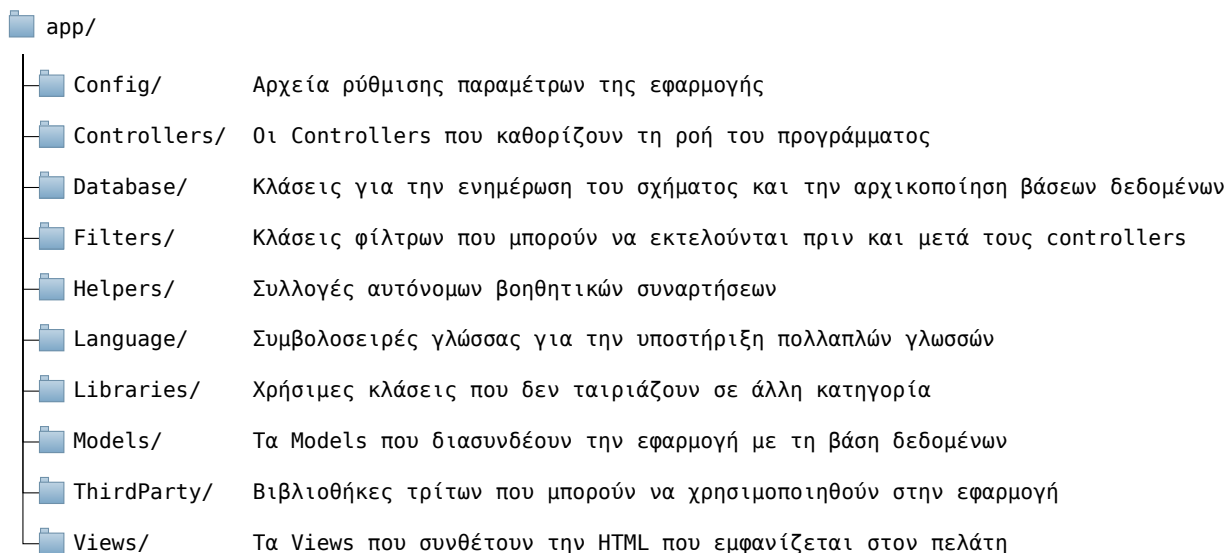 app/
Config/ Αρχεία ρύθμισης παραμέτρων της εφαρμογής
Controllers/ Οι Controllers που καθορίζουν τη ροή του προγράμματος
Database/ Κλάσεις για την ενημέρωση του σχήματος και την αρχικοποίηση βάσεων δεδομένων
Filters/ Κλάσεις φίλτρων που μπορούν να εκτελούνται πριν και μετά τους controllers
Helpers/ Συλλογές αυτόνομων βοηθητικών συναρτήσεων
Language/ Συμβολοσειρές γλώσσας για την υποστήριξη πολλαπλών γλωσσών
Libraries/ Χρήσιμες κλάσεις που δεν ταιριάζουν σε άλλη κατηγορία
Models/ Τα Models που διασυνδέουν την εφαρμογή με τη βάση δεδομένων
ThirdParty/ Βιβλιοθήκες τρίτων που μπορούν να χρησιμοποιηθούν στην εφαρμογή
Views/ Τα Views που συνθέτουν την HTML που εμφανίζεται στον πελάτη